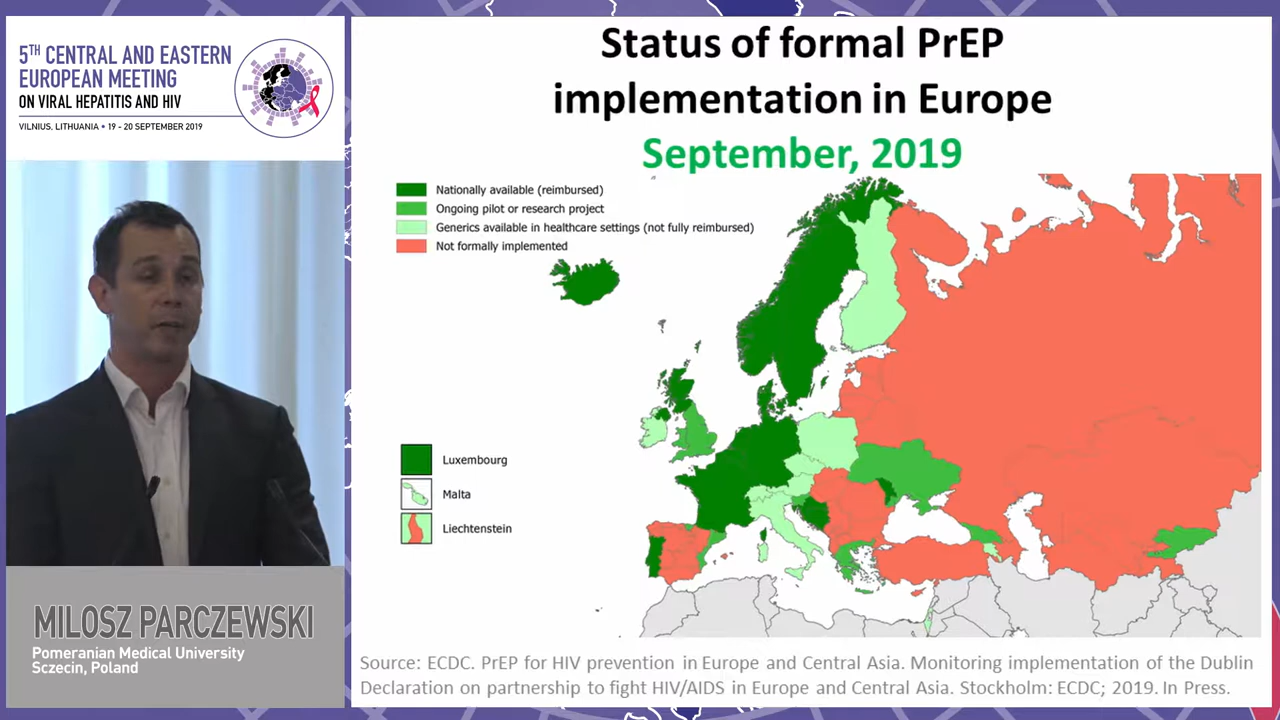 5TH CENTRAL AND EASTERN
EUROPEAN MEETING
ON VIRAL HEPATITIS AND HIV
VILNIUS, LITHUANIA • 19 - 20 SEPTEMBER 2019
MILOSZ PARCZEWSKI
Pomeranian Medical University
Sczecin, Poland
Status of formal PrEP
implementation in Europe
September, 2019
Nationally available (reimbursed)
Ongoing pilot or research project
Generics available in healthcare settings (not fully reimbursed)
Not formally implemented
Luxembourg
Malta
Liechtenstein
Source: ECDC. PrEP for HIV prevention in Europe and Central Asia. Monitoring implementation of the Dublin
Declaration on partnership to fight HIV/AIDS in Europe and Central Asia. Stockholm: ECDC; 2019. In Press.